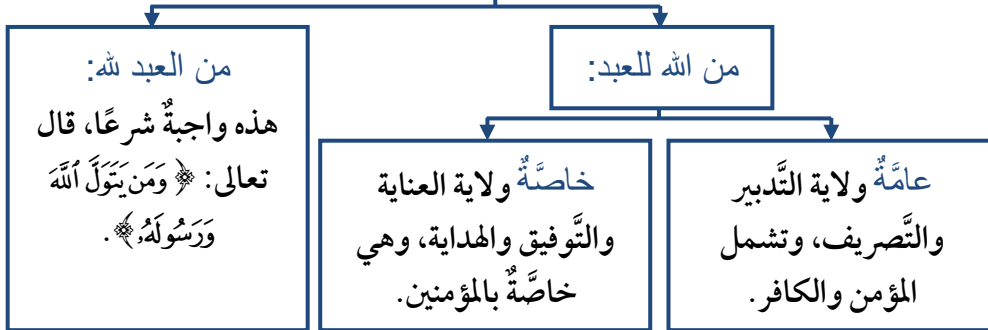 من الله للعبد:
عامَّةٌ ولاية التَّدبير
والتَّصريف، وتشمل
المؤمن والكافر.
خاصَّةٌ ولاية العناية
والتَّوفيق والهداية، وهي
خاصَّةٌ بالمؤمنين.
من العبد لله:
هذه واجبةٌ شرعًا، قال
تعالى: ﴿وَمَن يَتَوَلَّ ٱللَّهَ
وَرَسُولَهُۥ﴾.